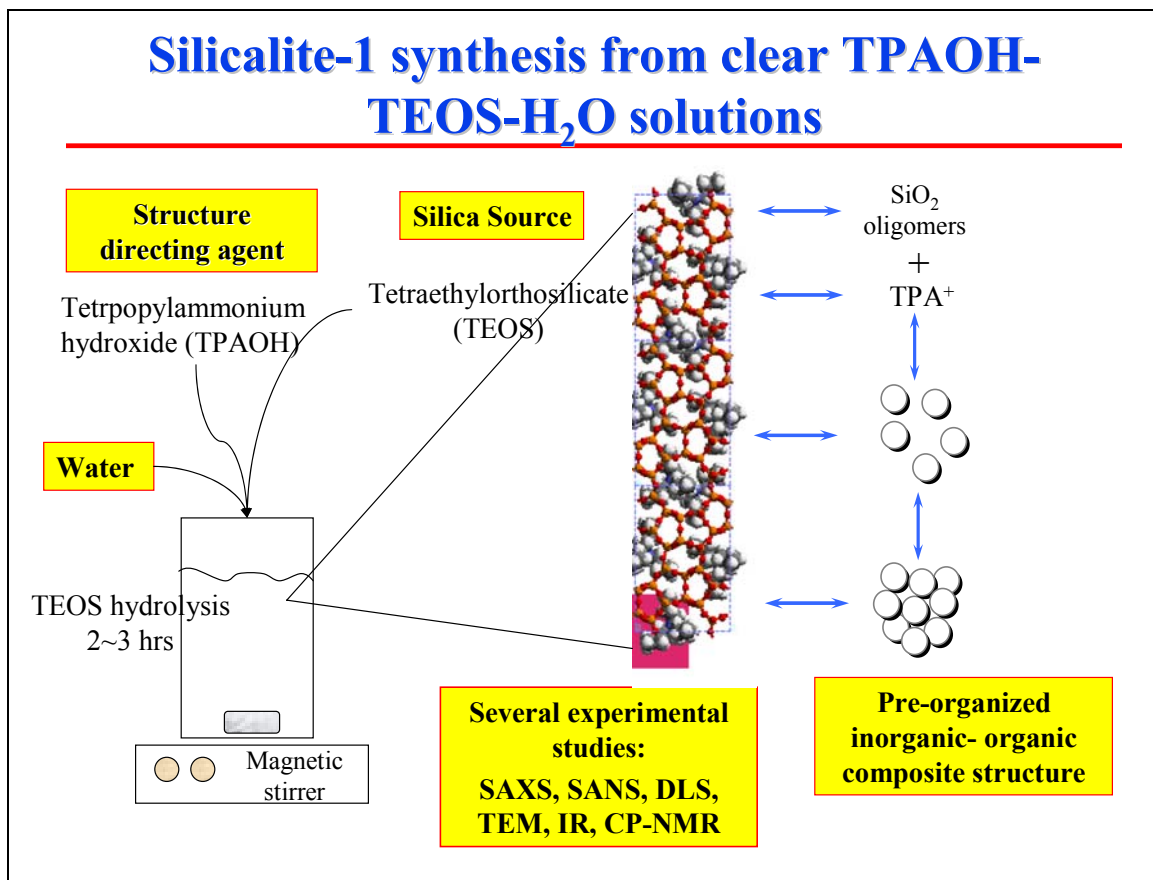 Silicalite-1 synthesis from clear TPAOH-
TEOS-H₂O solutions
Structure
directing agent
Tetrpopylammonium
hydroxide (TPAOH)
Silica Source
Tetraethylorthosilicate
(TEOS)
Water
TEOS hydrolysis
2~3 hrs
Magnetic
stirrer
SiO₂
oligomers
+
TPA⁺
Several experimental
studies:
SAXS, SANS, DLS,
TEM, IR, CP-NMR
Pre-organized
inorganic- organic
composite structure